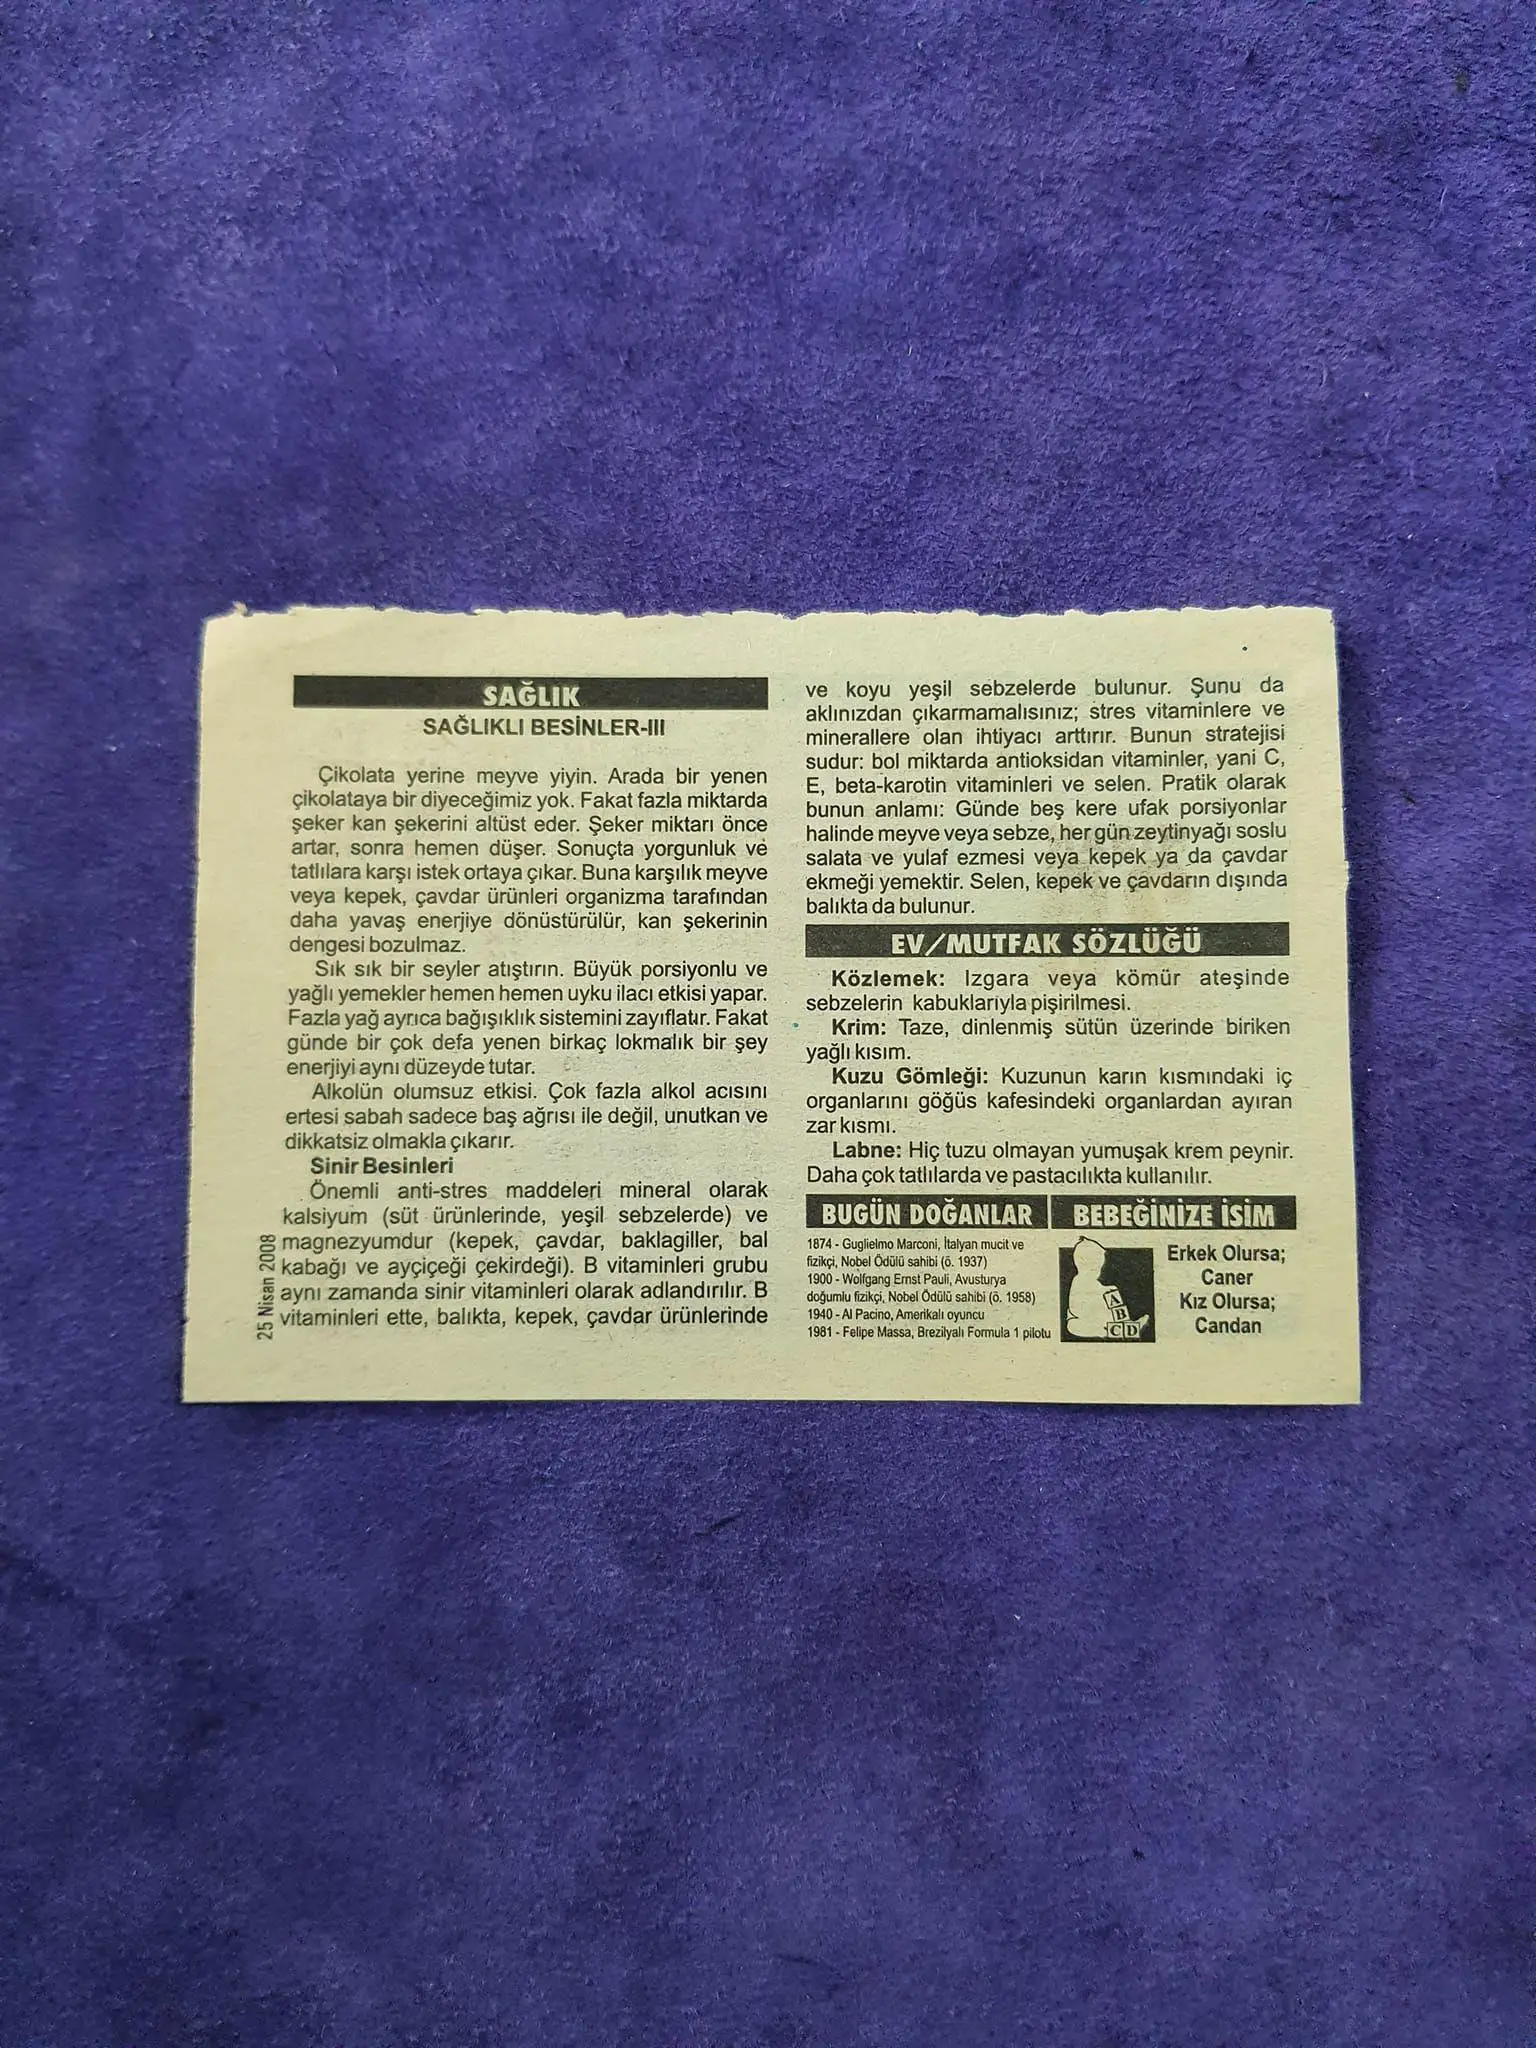 SAĞLIK
SAĞLIKLI BESİNLER-III
Çikolata yerine meyve yiyin. Arada bir yenen
çikolataya bir diyeceğimiz yok. Fakat fazla miktarda
şeker kan şekerini altüst eder. Şeker miktarı önce
artar, sonra hemen düşer. Sonuçta yorgunluk ve
tatlılara karşı istek ortaya çıkar. Buna karşılık meyve
veya kepek, çavdar ürünleri organizma tarafından
daha yavaş enerjiye dönüstürülür, kan şekerinin
dengesi bozulmaz.
Sık sık bir seyler atıştırın. Büyük porsiyonlu ve
yağlı yemekler hemen hemen uyku ilacı etkisi yapar.
Fazla yağ ayrıca bağışıklık sistemini zayıflatır. Fakat
günde bir çok defa yenen birkaç lokmalık bir şey
enerjiyi aynı düzeyde tutar.
Alkolün olumsuz etkisi. Çok fazla alkol acısını
ertesi sabah sadece baş ağrısı ile değil, unutkan ve
dikkatsiz olmakla çıkarır.
Sinir Besinleri
Önemli anti-stres maddeleri mineral olarak
kalsiyum (süt ürünlerinde, yeşil sebzelerde) ve
magnezyumdur (kepek, çavdar, baklagiller, bal
kabağı ve ayçiçeği çekirdeği). B vitaminleri grubu
aynı zamanda sinir vitaminleri olarak adlandırılır. B
vitaminleri ette, balıkta, kepek, çavdar ürünlerinde
25 Nisan 2008
ve koyu yeşil sebzelerde bulunur. Şunu da
aklınızdan çıkarmamalısınız; stres vitaminlere ve
minerallere olan ihtiyacı arttırır. Bunun stratejisi
sudur: bol miktarda antioksidan vitaminler, yani C,
E, beta-karotin vitaminleri ve selen. Pratik olarak
bunun anlamı: Günde beş kere ufak porsiyonlar
halinde meyve veya sebze, her gün zeytinyağı soslu
salata ve yulaf ezmesi veya kepek ya da çavdar
ekmeği yemektir. Selen, kepek ve çavdarın dışında
balıkta da bulunur.
EV/MUTFAK SÖZLÜĞÜ
Közlemek: Izgara veya kömür ateşinde
sebzelerin kabuklarıyla pişirilmesi.
Krim: Taze, dinlenmiş sütün üzerinde biriken
yağlı kısım.
Kuzu Gömleği: Kuzunun karın kısmındaki iç
organlarını göğüs kafesindeki organlardan ayıran
zar kısmı.
Labne: Hiç tuzu olmayan yumuşak krem peynir.
Daha çok tatlılarda ve pastacılıkta kullanılır.
BUGÜN DOĞANLAR
1874 - Guglielmo Marconi, İtalyan mucit ve
fizikçi, Nobel Ödülü sahibi (ö. 1937)
1900 - Wolfgang Ernst Pauli, Avusturya
doğumlu fizikçi, Nobel Ödülü sahibi (ö. 1958)
1940 - Al Pacino, Amerikalı oyuncu
1981 - Felipe Massa, Brezilyalı Formula 1 pilotu
BEBEĞİNİZE İSİM
A
B
C D
Erkek Olursa;
Caner
Kız Olursa;
Candan